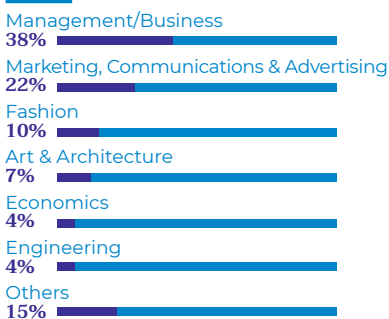 Management/Business
38%
Marketing, Communications & Advertising
22%
Fashion
10%
Art & Architecture
7%
Economics
4%
Engineering
4%
Others
15%